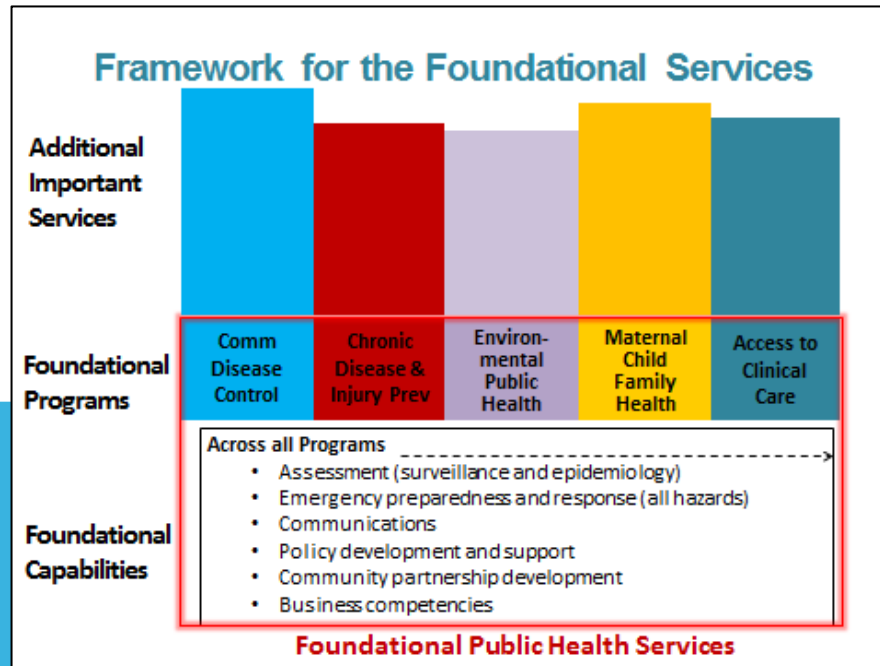 Framework for the Foundational Services
Additional
Important
Services
Foundational
Programs
Comm
Disease
Control
Chronic
Disease &
Injury Prev
Environ-
mental
Public
Health
Maternal
Child
Family
Health
Access to
Clinical
Care
Foundational
Capabilities
Across all Programs
• Assessment (surveillance and epidemiology)
• Emergency preparedness and response (all hazards)
• Communications
• Policy development and support
• Community partnership development
• Business competencies
Foundational Public Health Services